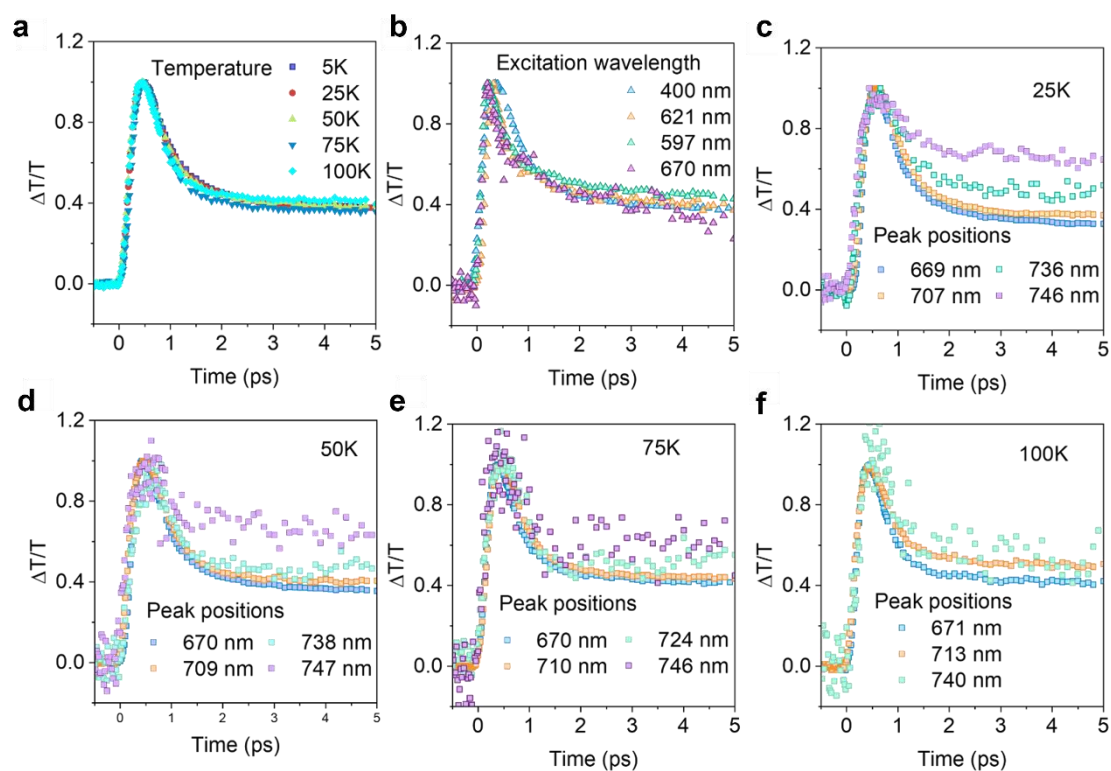 a
1.2
0.8
0.4
0.0
ΔT/T
Temperature
5K
25K
50K
75K
100K
0 1 2 3 4 5
Time (ps)
b
1.2
0.8
0.4
0.0
ΔT/T
Excitation wavelength
400 nm
621 nm
597 nm
670 nm
0 1 2 3 4 5
Time (ps)
c
1.2
0.8
0.4
0.0
ΔT/T
25K
Peak positions
669 nm 736 nm
707 nm 746 nm
0 1 2 3 4 5
Time (ps)
d
1.2
0.8
0.4
0.0
ΔT/T
50K
Peak positions
670 nm 738 nm
709 nm 747 nm
0 1 2 3 4 5
Time (ps)
e
1.2
0.8
0.4
0.0
ΔT/T
75K
Peak positions
670 nm 724 nm
710 nm 746 nm
0 1 2 3 4 5
Time (ps)
f
1.2
0.8
0.4
0.0
ΔT/T
100K
Peak positions
671 nm
713 nm
740 nm
0 1 2 3 4 5
Time (ps)